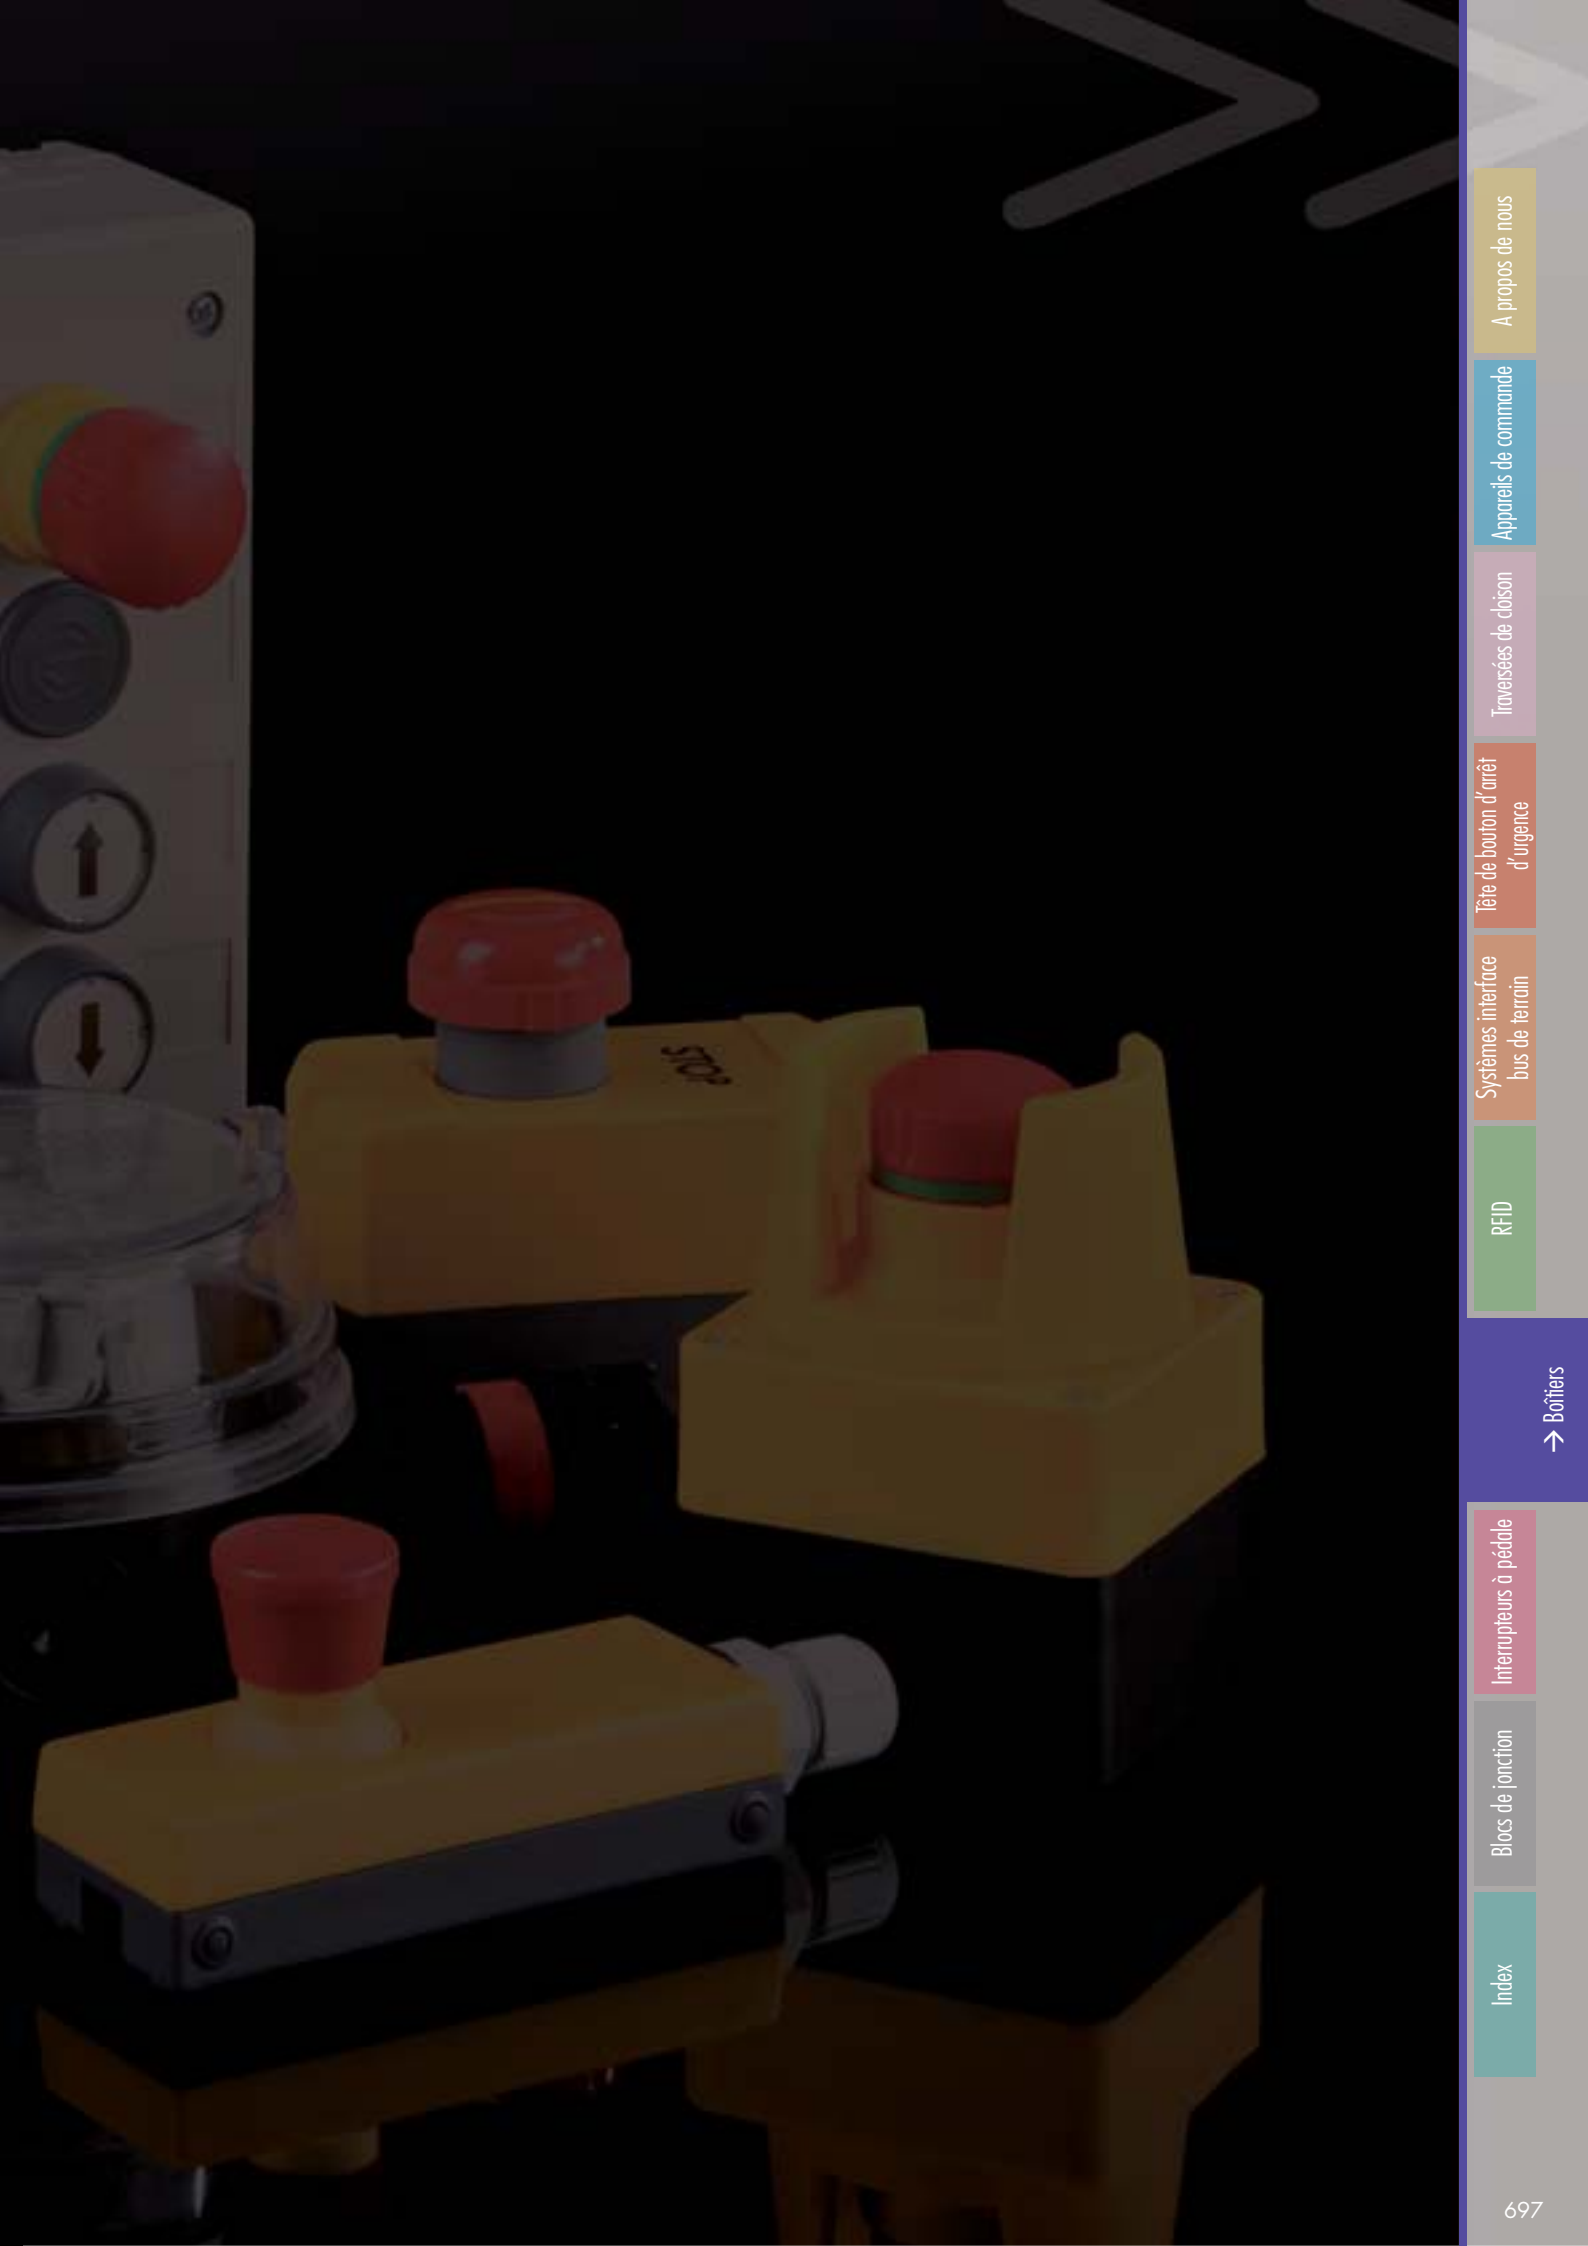 A propos de nous
Appareils de commande
Traversées de cloison
Tête de bouton d'arrêt
d'urgence
Systèmes interface
bus de terrain
RFID
→ Boîtiers
Interrupteurs à pédale
Blocs de jonction
Index
STOP
697